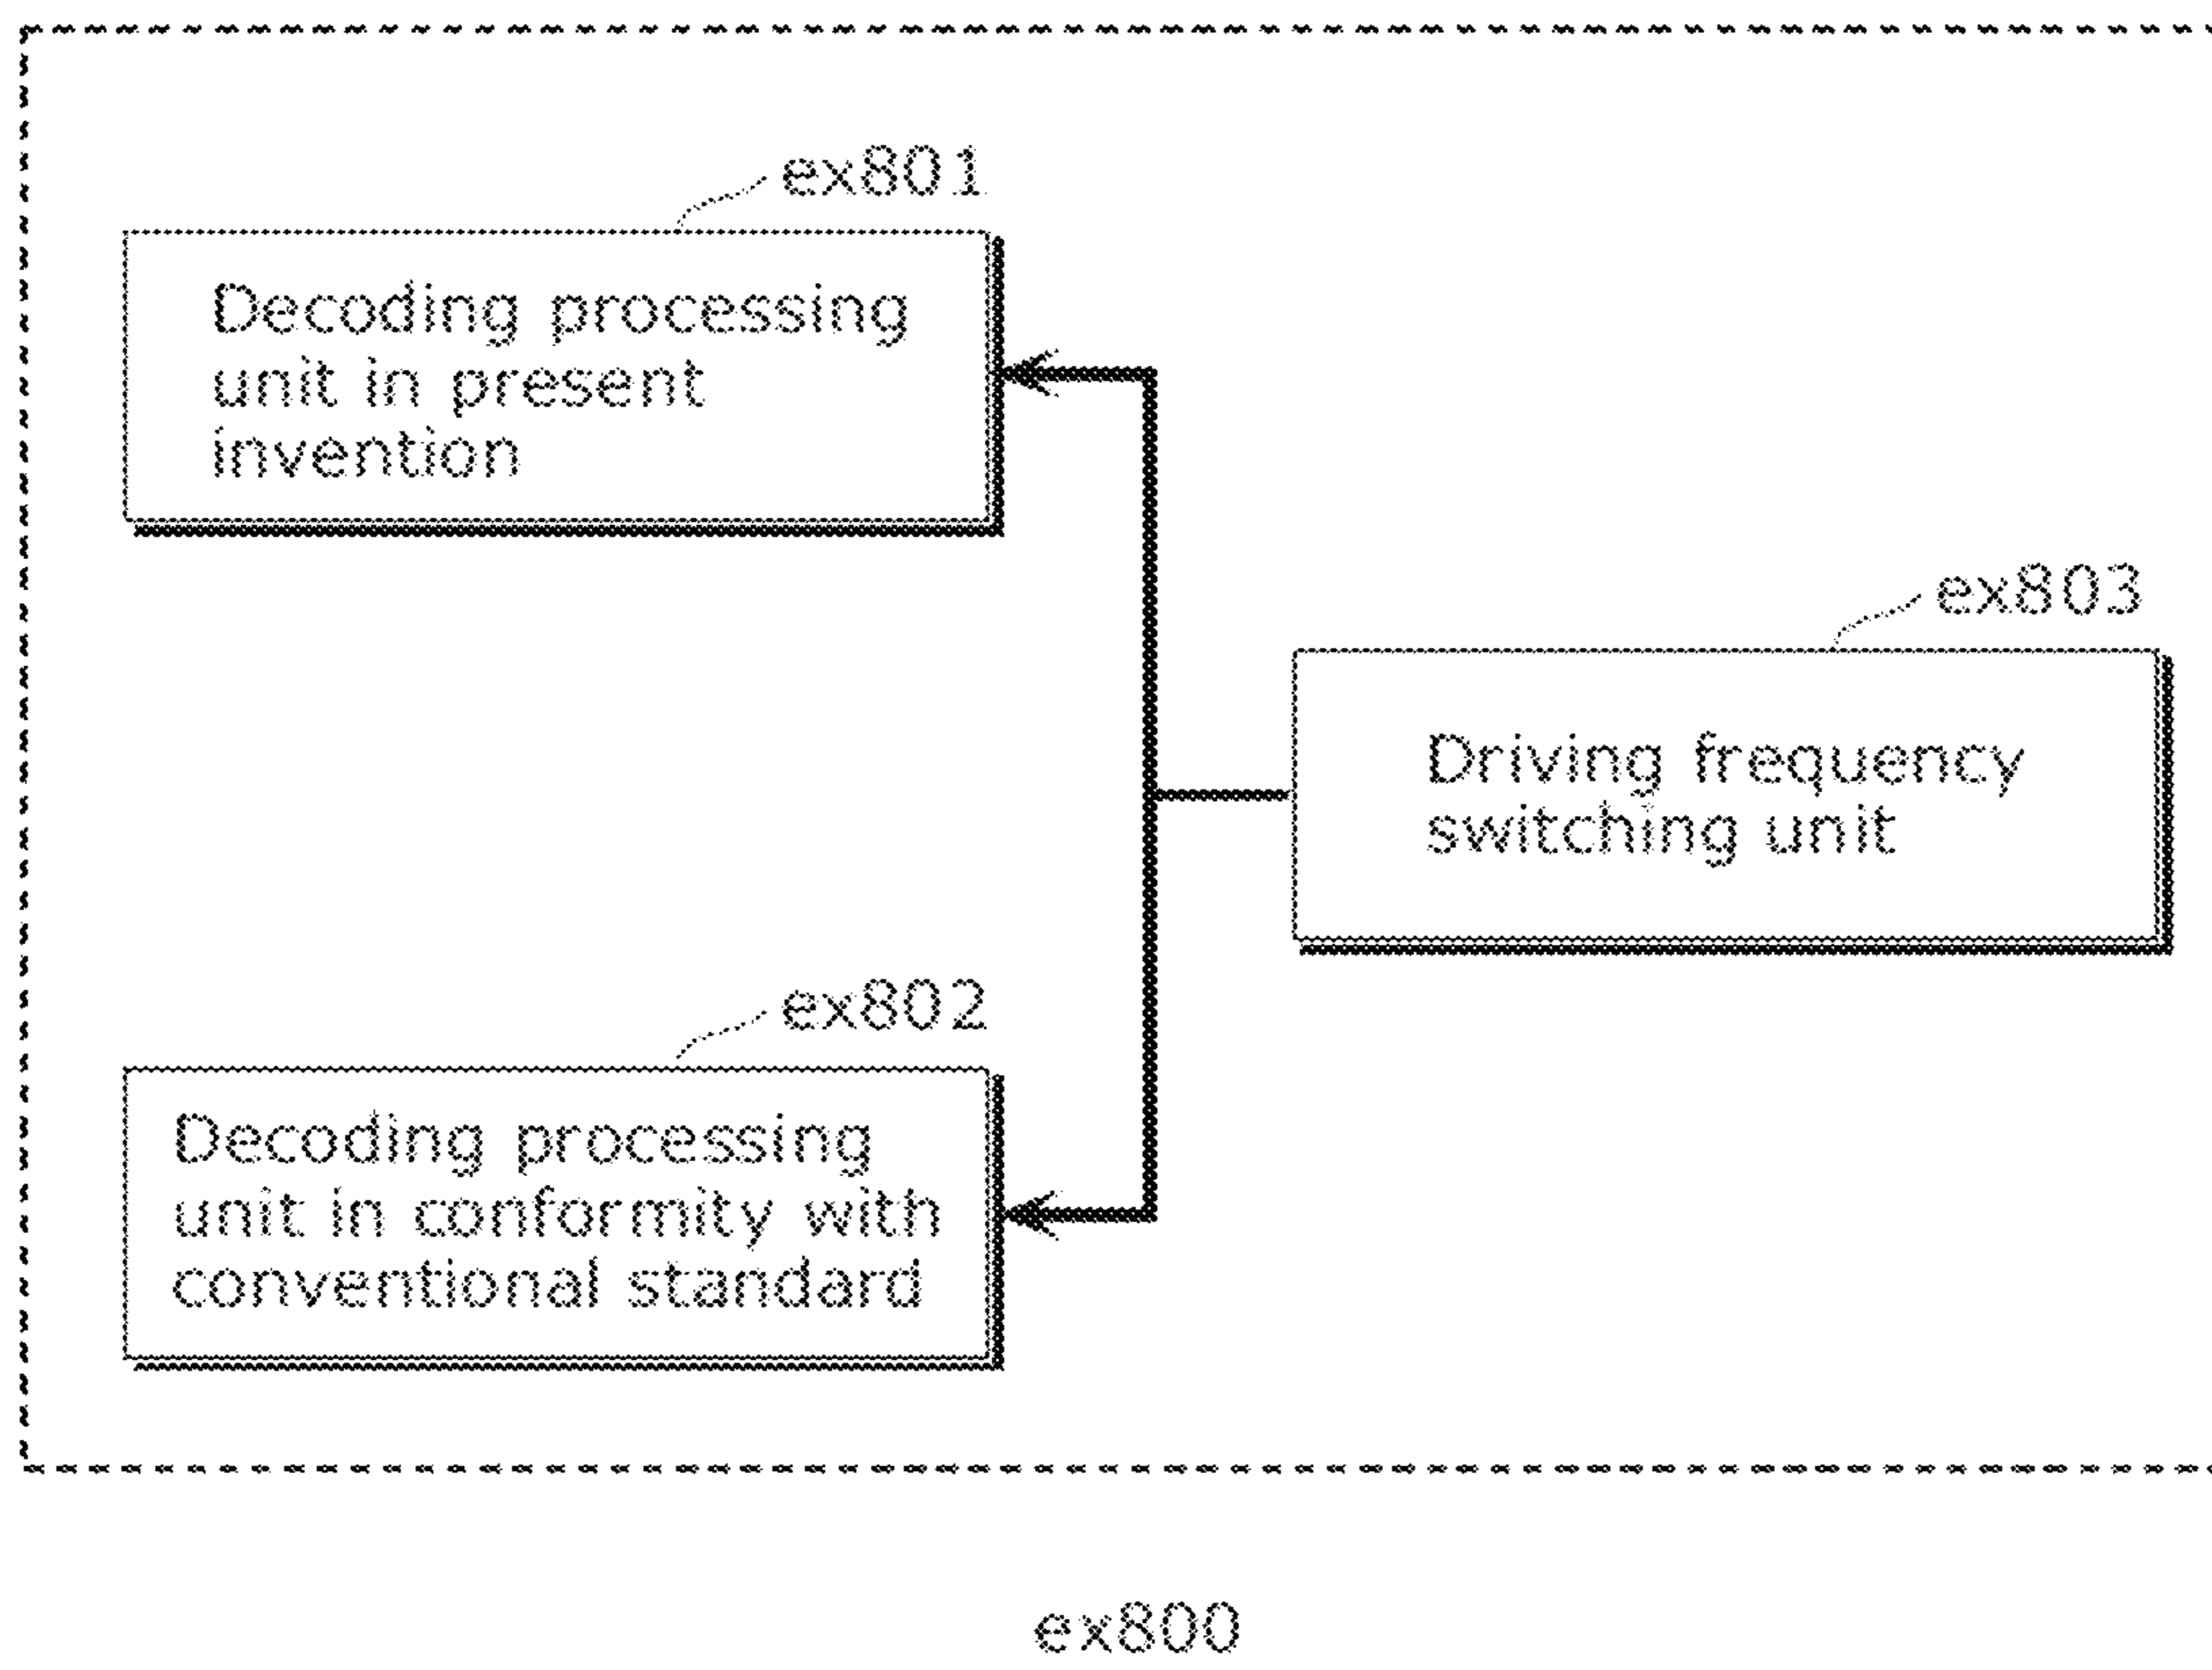 ex801
Decoding processing
unit in present
invention
ex803
Driving frequency
switching unit
ex802
Decoding processing
unit in conformity with
conventional standard
ex800